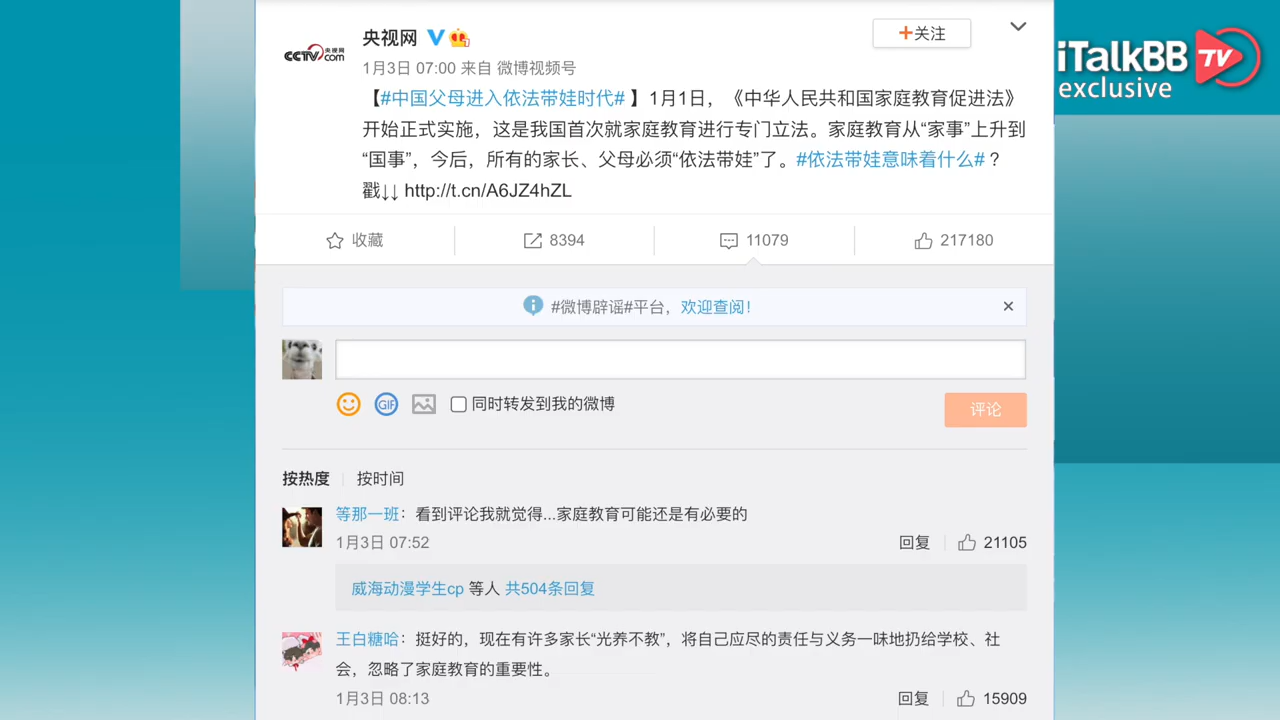 央视网
+关注
CCTV.com 央视网
1月3日 07:00 来自 微博视频号
【#中国父母进入依法带娃时代# 】1月1日，《中华人民共和国家庭教育促进法》
开始正式实施，这是我国首次就家庭教育进行专门立法。家庭教育从“家事”上升到
“国事”，今后，所有的家长、父母必须“依法带娃”了。#依法带娃意味着什么#？
戳↓↓ http://t.cn/A6JZ4hZL
收藏 8394 11079 217180
#微博辟谣#平台，欢迎查阅！ ×
GIF 同时转发到我的微博
评论
按热度 按时间
等那一班：看到评论我就觉得...家庭教育可能还是有必要的
1月3日 07:52 回复 21105
威海动漫学生cp 等人 共504条回复
王白糖哈：挺好的，现在有许多家长“光养不教”，将自己应尽的责任与义务一味地扔给学校、社
会，忽略了家庭教育的重要性。
1月3日 08:13 回复 15909
iTalkBB TV
exclusive